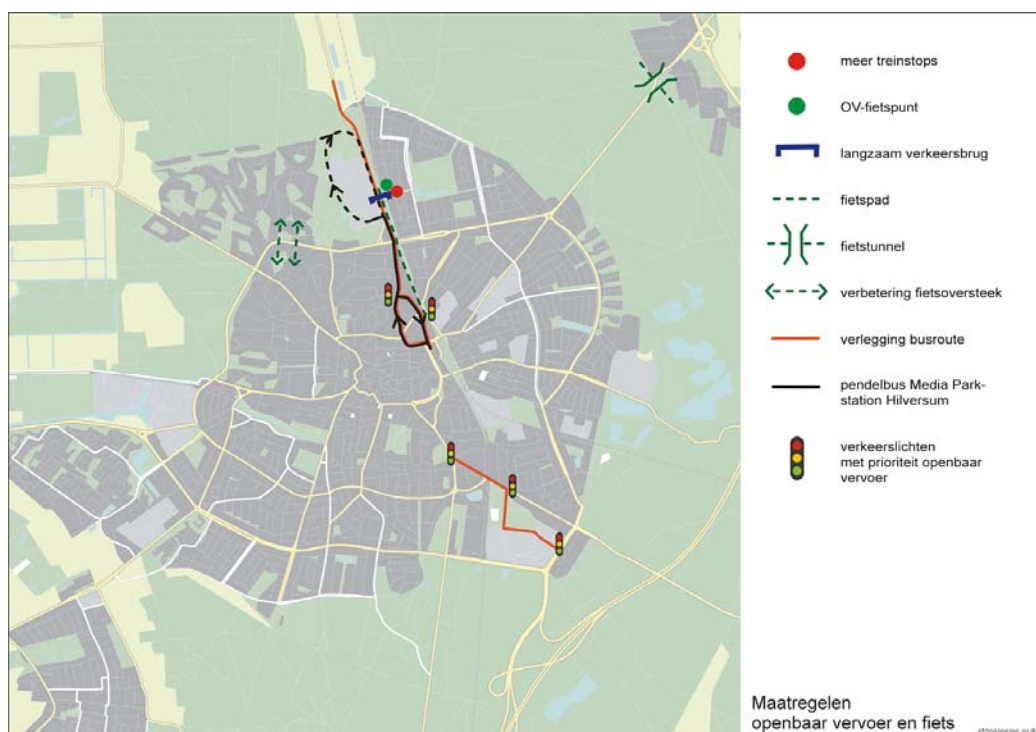 meer treinstops
OV-fietspunt
langzaam verkeersbrug
fietspad
fietstunnel
verbetering fietsoversteek
verlegging busroute
pendelbus Media Park-
station Hilversum
verkeerslichten
met prioriteit openbaar
vervoer
Maatregelen
openbaar vervoer en fiets